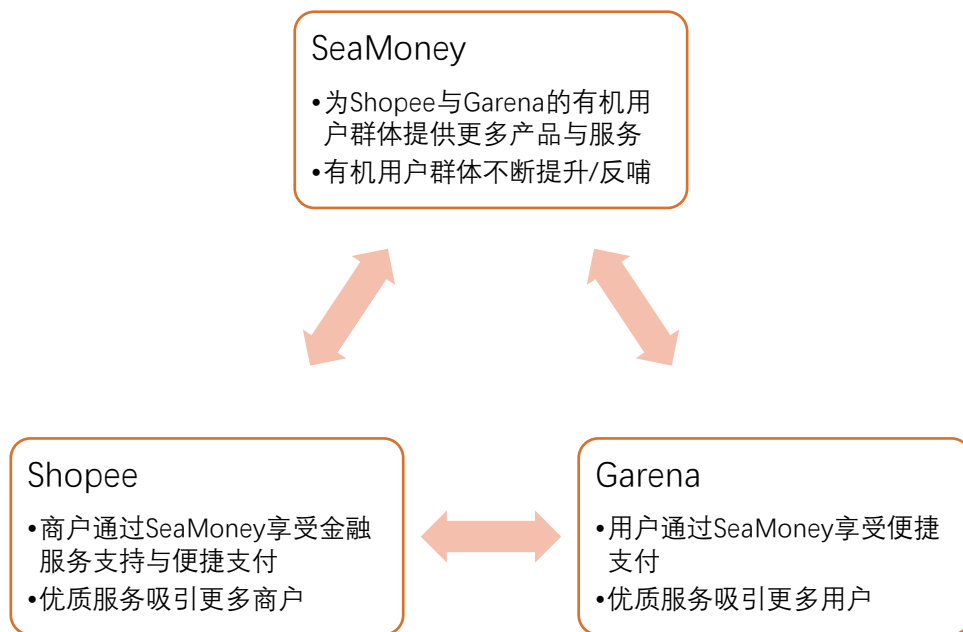 SeaMoney
•为Shopee与Garena的有机用
户群体提供更多产品与服务
•有机用户群体不断提升/反哺
Shopee
•商户通过SeaMoney享受金融
服务支持与便捷支付
•优质服务吸引更多商户
Garena
•用户通过SeaMoney享受便捷
支付
•优质服务吸引更多用户